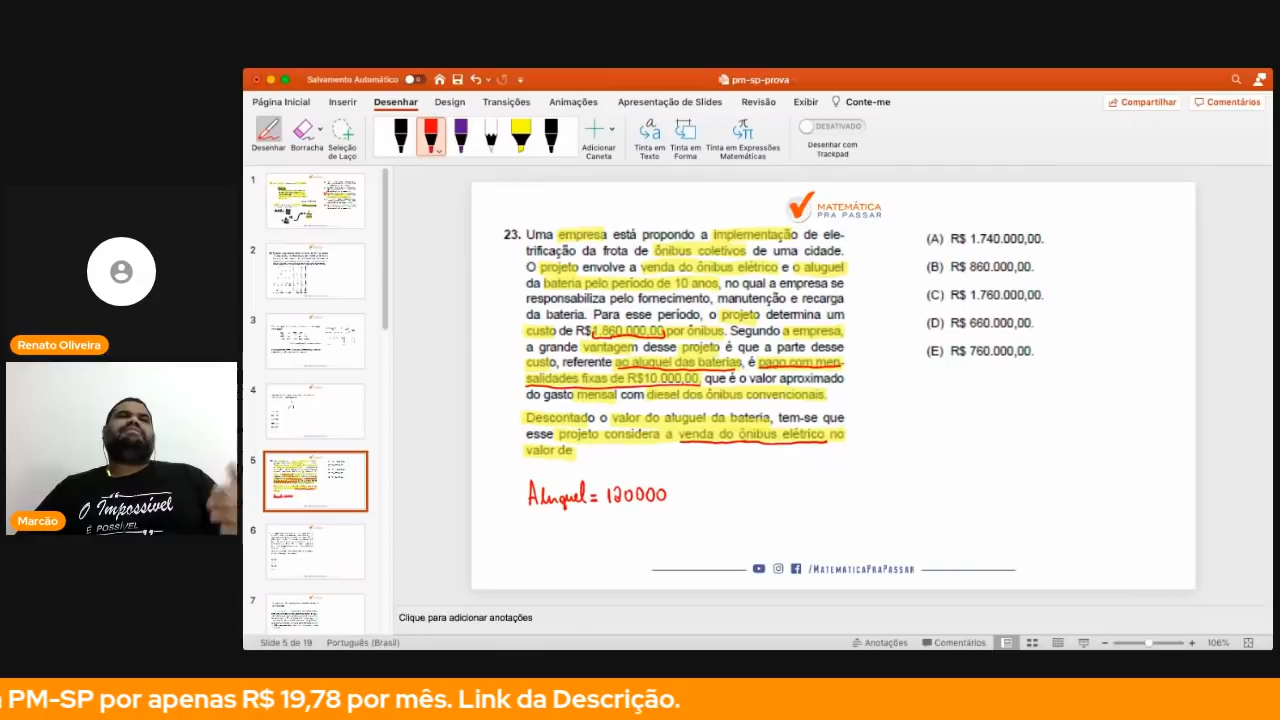 Salvamento Automático
pm-sp-prova
Página Inicial Inserir Desenhar Design Transições Animações Apresentação de Slides Revisão Exibir Conte-me Compartilhar Comentários
Desenhar Borracha Seleção de Laço Adicionar Caneta Tinta em Texto Tinta em Forma Tinta em Expressões Matemáticas DESATIVADO Desenhar com Trackpad
1
2
3
4
5
6
7
MATEMÁTICA
PRA PASSAR
23. Uma empresa está propondo a implementação de ele-
trificação da frota de ônibus coletivos de uma cidade.
O projeto envolve a venda do ônibus elétrico e o aluguel
da bateria pelo período de 10 anos, no qual a empresa se
responsabiliza pelo fornecimento, manutenção e recarga
da bateria. Para esse período, o projeto determina um
custo de R$1.860.000,00 por ônibus. Segundo a empresa,
a grande vantagem desse projeto é que a parte desse
custo, referente ao aluguel das baterias, é pago com men-
salidades fixas de R$10.000,00, que é o valor aproximado
do gasto mensal com diesel dos ônibus convencionais.
Descontado o valor do aluguel da bateria, tem-se que
esse projeto considera a venda do ônibus elétrico no
valor de
(A) R$ 1.740.000,00.
(B) R$ 860.000,00.
(C) R$ 1.760.000,00.
(D) R$ 660.000,00.
(E) R$ 760.000,00.
Aluguel = 120000
/MATEMATICAPRAPASSAR
Clique para adicionar anotações
Slide 5 de 19 Português (Brasil) Anotações Comentários 106%
Renato Oliveira
O Impossível
É POSSÍVEL
Marcão
PM-SP por apenas R$ 19,78 por mês. Link da Descrição.